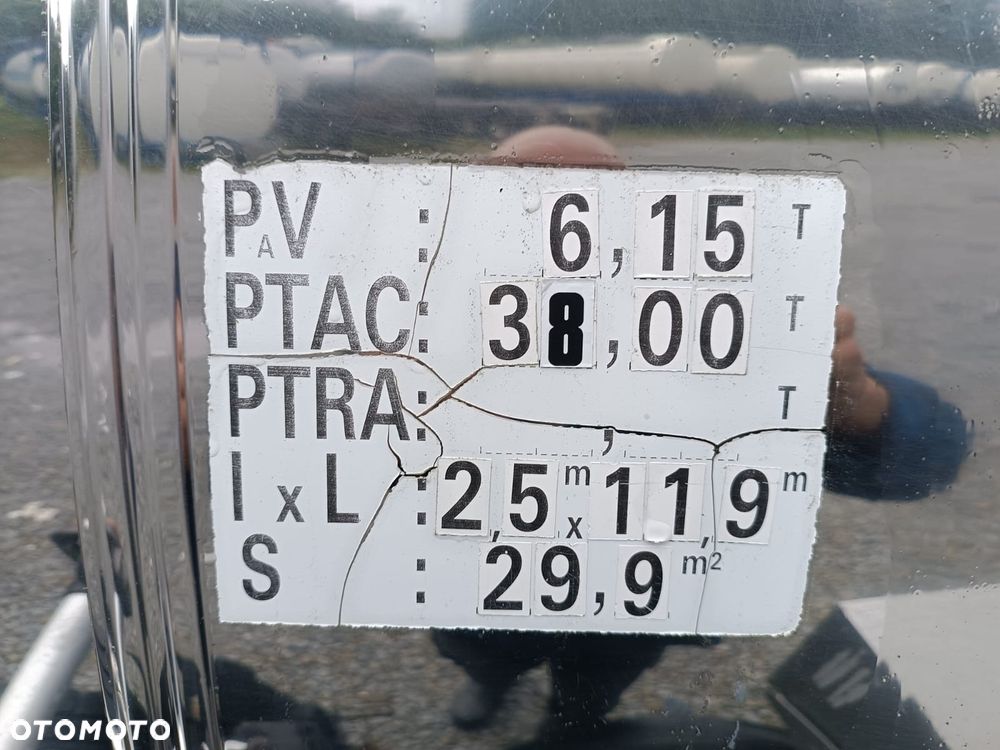 PAV : 6,15 T
PTAC : 38,00 T
PTRA : , T
l x L : 2,5 m x 11,9 m
S : 29,9 m²
OTOMOTO